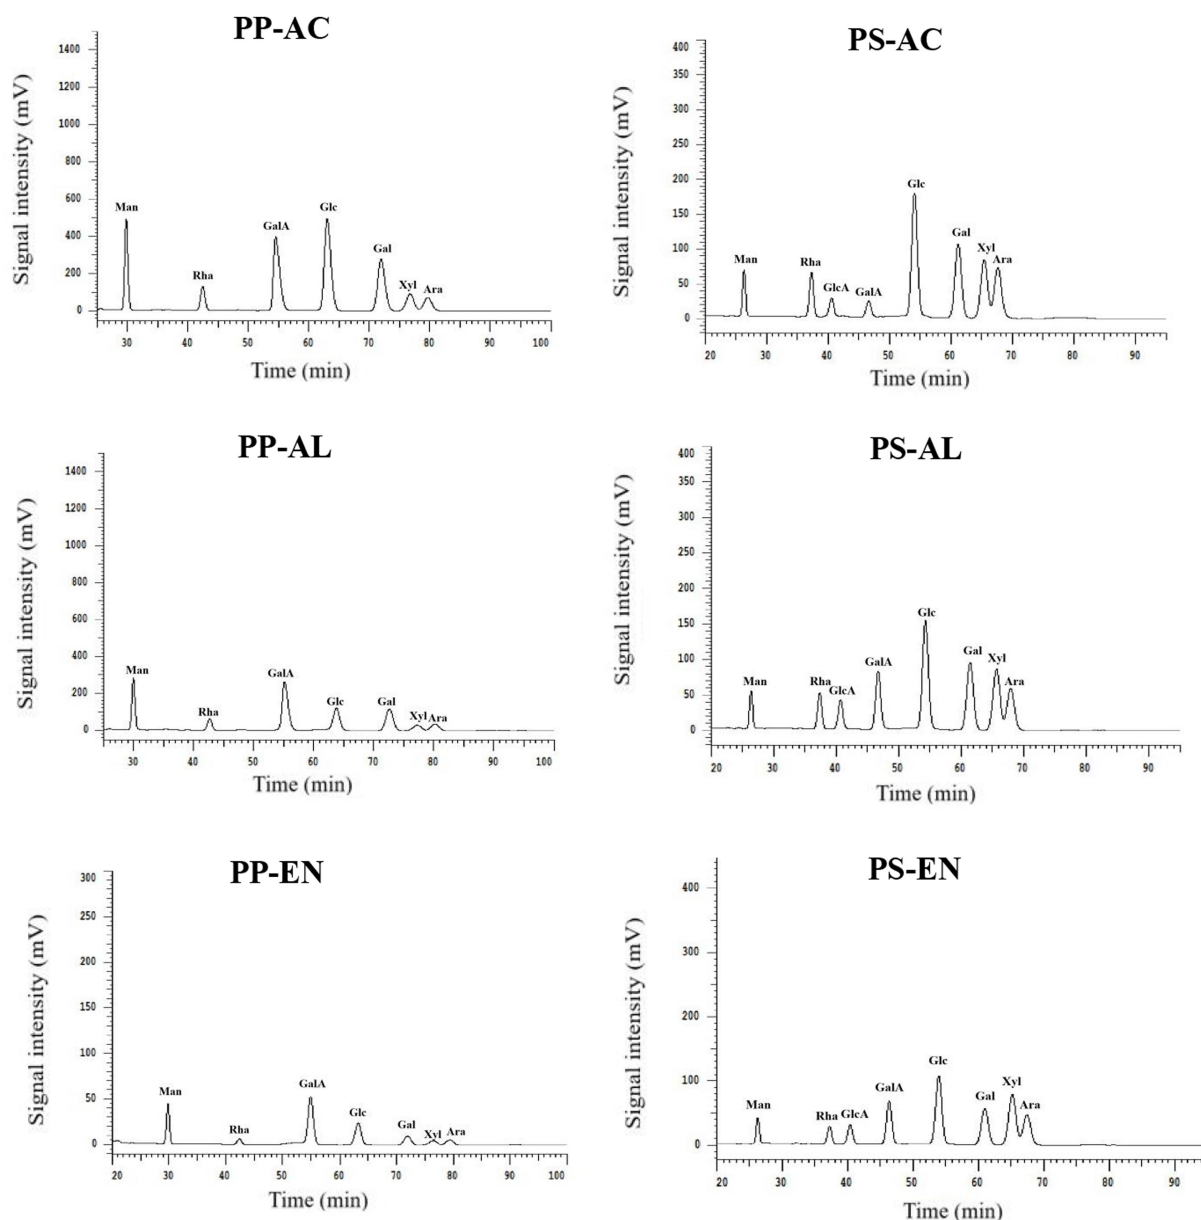 PP-AC
Signal intensity (mV)
1400
1200
1000
800
600
400
200
0
Man
Rha
GalA
Glc
Gal
Xyl
Ara
30
40
50
60
70
80
90
100
Time (min)
PS-AC
Signal intensity (mV)
400
350
300
250
200
150
100
50
0
Man
Rha
GlcA
GalA
Glc
Gal
Xyl
Ara
20
30
40
50
60
70
80
90
Time (min)
PP-AL
Signal intensity (mV)
1400
1200
1000
800
600
400
200
0
Man
Rha
GalA
Glc
Gal
Xyl
Ara
30
40
50
60
70
80
90
100
Time (min)
PS-AL
Signal intensity (mV)
400
350
300
250
200
150
100
50
0
Man
Rha
GlcA
GalA
Glc
Gal
Xyl
Ara
20
30
40
50
60
70
80
90
Time (min)
PP-EN
Signal intensity (mV)
300
250
200
150
100
50
0
Man
Rha
GalA
Glc
Gal
Xyl
Ara
20
30
40
50
60
70
80
90
100
Time (min)
PS-EN
Signal intensity (mV)
400
300
200
100
0
Man
Rha
GlcA
GalA
Glc
Gal
Xyl
Ara
20
30
40
50
60
70
80
90
Time (min)